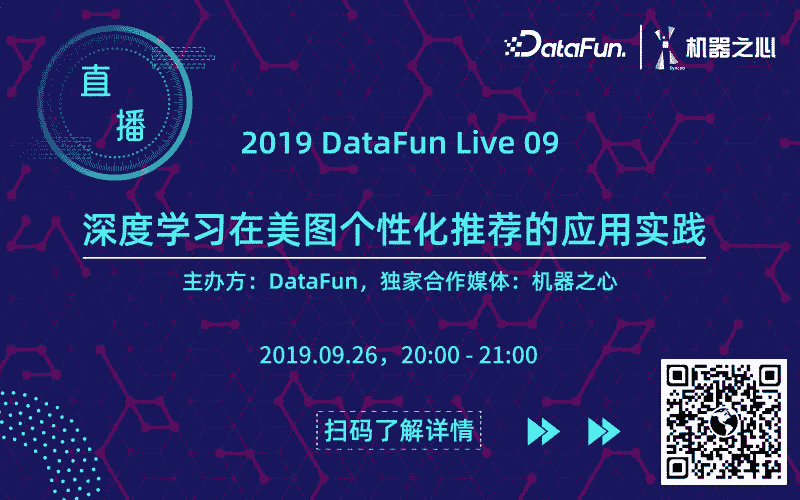 直播
DataFun.
机器之心
Synced
2019 DataFun Live 09
深度学习在美图个性化推荐的应用实践
主办方：DataFun，独家合作媒体：机器之心
2019.09.26，20:00 - 21:00
扫码了解详情